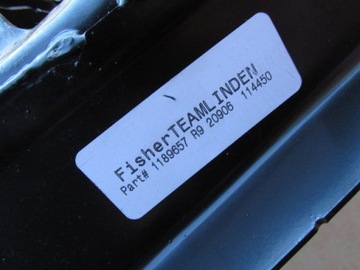 FisherTEAMLINDEN
Part# 1189657 R9 20906 114450